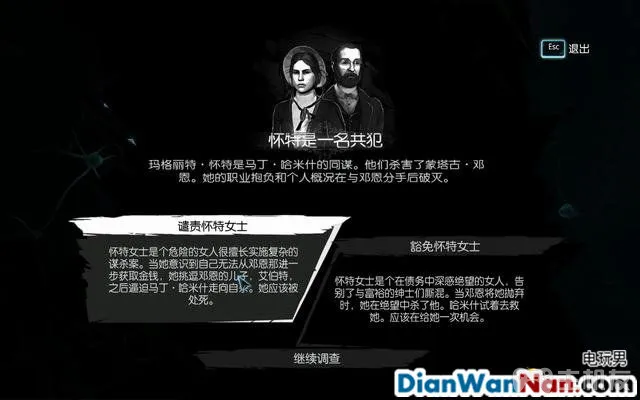 Esc 退出
怀特是一名共犯
玛格丽特·怀特是马丁·哈米什的同谋。他们杀害了蒙塔古·邓
恩。她的职业抱负和个人概况在与邓恩分手后破灭。
谴责怀特女士
怀特女士是个危险的女人很擅长实施复杂的
谋杀案。当她意识到自己无法从邓恩那进一
步获取金钱，她挑逗邓恩的儿子，艾伯特，
之后逼迫马丁·哈米什走向自杀。她应该被
处死。
豁免怀特女士
怀特女士是个在债务中深感绝望的女人，告
别了与富裕的绅士们厮混。当邓恩将她抛弃
时，她在绝望中杀了他。哈米什试着去救
她。应该在给她一次机会。
继续调查
电玩男
DianWanNan.com